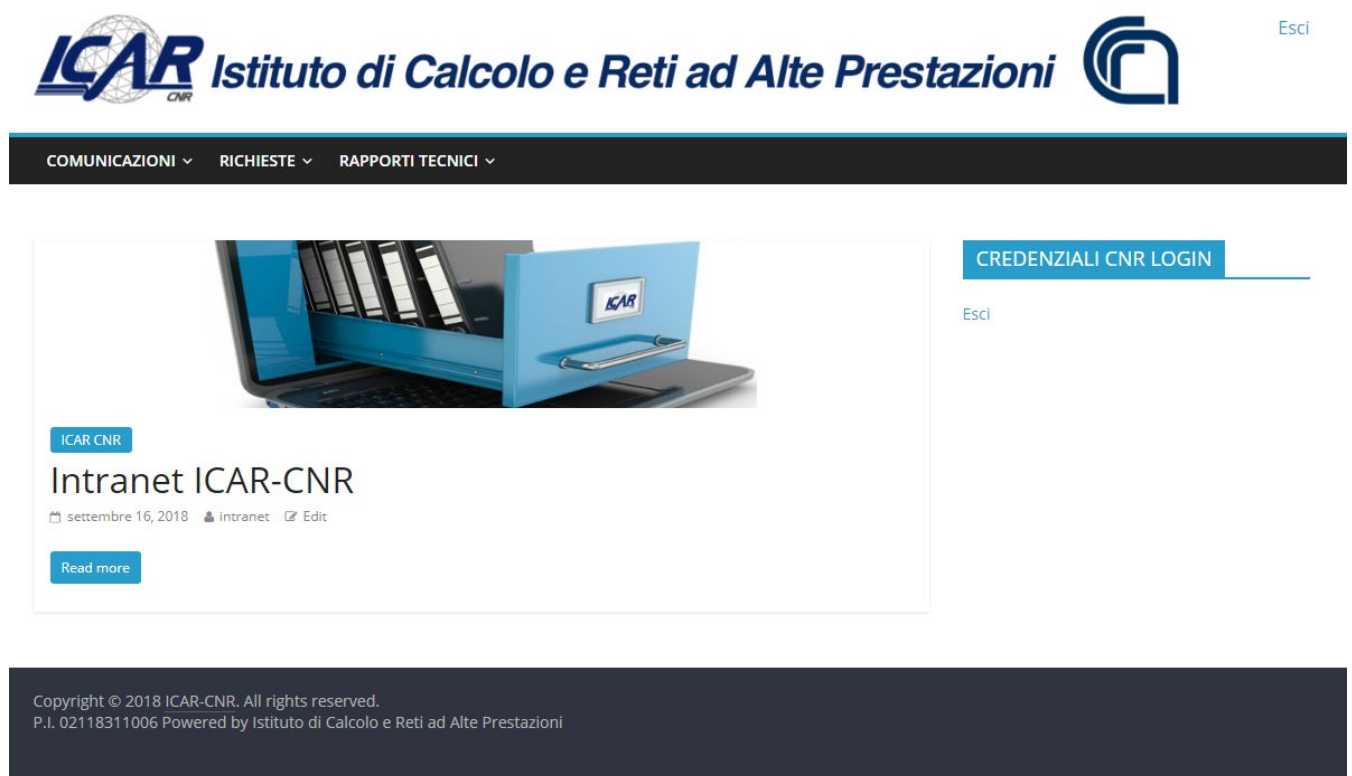 Esci
ICAR
CNR
Istituto di Calcolo e Reti ad Alte Prestazioni
COMUNICAZIONI RICHIESTE RAPPORTI TECNICI
ICAR
CREDENZIALI CNR LOGIN
Esci
ICAR CNR
Intranet ICAR-CNR
settembre 16, 2018 intranet Edit
Read more
Copyright © 2018 ICAR-CNR. All rights reserved.
P.I. 02118311006 Powered by Istituto di Calcolo e Reti ad Alte Prestazioni